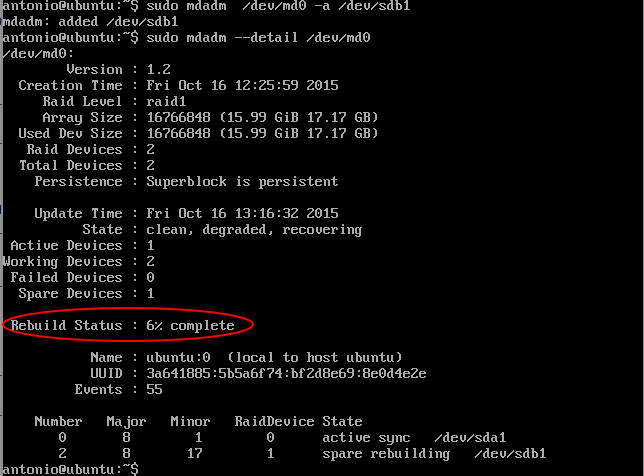 antonio@ubuntu:~$ sudo mdadm  /dev/md0 -a /dev/sdb1
mdadm: added /dev/sdb1
antonio@ubuntu:~$ sudo mdadm --detail /dev/md0
/dev/md0:
Version : 1.2
Creation Time : Fri Oct 16 12:25:59 2015
Raid Level : raid1
Array Size : 16766848 (15.99 GiB 17.17 GB)
Used Dev Size : 16766848 (15.99 GiB 17.17 GB)
Raid Devices : 2
Total Devices : 2
Persistence : Superblock is persistent
Update Time : Fri Oct 16 13:16:32 2015
State : clean, degraded, recovering
Active Devices : 1
Working Devices : 2
Failed Devices : 0
Spare Devices : 1
Rebuild Status : 6% complete
Name : ubuntu:0  (local to host ubuntu)
UUID : 3a641885:5b5a6f74:bf2d8e69:8e0d4e2e
Events : 55
Number   Major   Minor   RaidDevice State
0       8        1        0      active sync   /dev/sda1
2       8       17        1      spare rebuilding   /dev/sdb1
antonio@ubuntu:~$